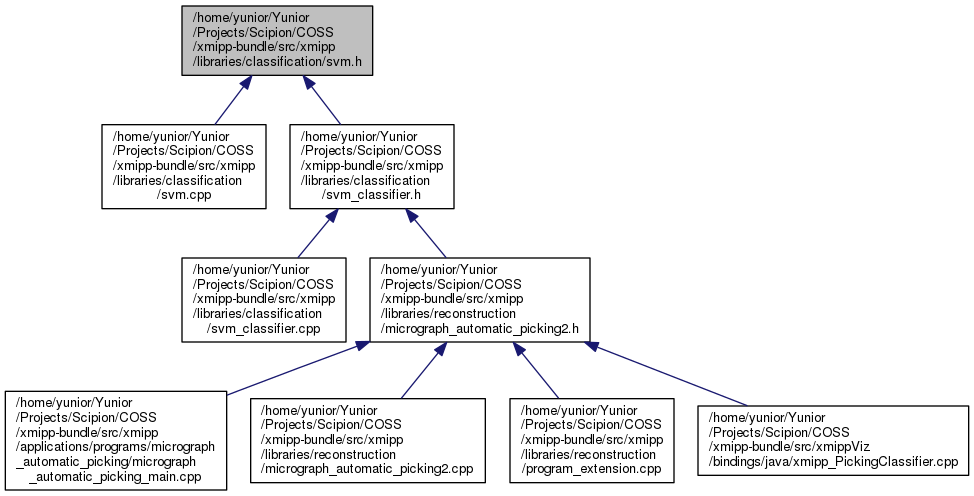 /home/yunior/Yunior
/Projects/Scipion/COSS
/xmipp-bundle/src/xmipp
/libraries/classification/svm.h
/home/yunior/Yunior
/Projects/Scipion/COSS
/xmipp-bundle/src/xmipp
/libraries/classification
/svm.cpp
/home/yunior/Yunior
/Projects/Scipion/COSS
/xmipp-bundle/src/xmipp
/libraries/classification
/svm_classifier.h
/home/yunior/Yunior
/Projects/Scipion/COSS
/xmipp-bundle/src/xmipp
/libraries/classification
/svm_classifier.cpp
/home/yunior/Yunior
/Projects/Scipion/COSS
/xmipp-bundle/src/xmipp
/libraries/reconstruction
/micrograph_automatic_picking2.h
/home/yunior/Yunior
/Projects/Scipion/COSS
/xmipp-bundle/src/xmipp
/applications/programs/micrograph
_automatic_picking/micrograph
_automatic_picking_main.cpp
/home/yunior/Yunior
/Projects/Scipion/COSS
/xmipp-bundle/src/xmipp
/libraries/reconstruction
/micrograph_automatic_picking2.cpp
/home/yunior/Yunior
/Projects/Scipion/COSS
/xmipp-bundle/src/xmipp
/libraries/reconstruction
/program_extension.cpp
/home/yunior/Yunior
/Projects/Scipion/COSS
/xmipp-bundle/src/xmippViz
/bindings/java/xmipp_PickingClassifier.cpp